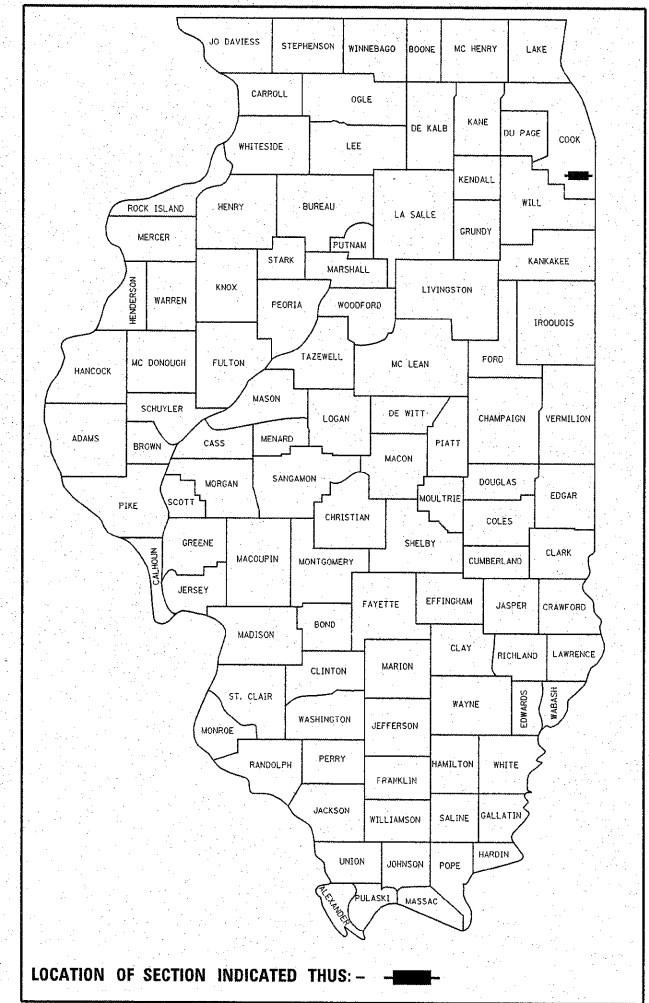 JO DAVIESS STEPHENSON WINNEBAGO BOONE MC HENRY LAKE
CARROLL OGLE DE KALB KANE DU PAGE COOK
WHITESIDE LEE
KENDALL WILL
ROCK ISLAND HENRY BUREAU LA SALLE GRUNDY
MERCER PUTNAM
STARK MARSHALL KANKAKEE
HENDERSON WARREN KNOX PEORIA WOODFORD LIVINGSTON
IROQUOIS
HANCOCK MC DONOUGH FULTON TAZEWELL MC LEAN FORD
MASON
SCHUYLER LOGAN DE WITT CHAMPAIGN VERMILION
ADAMS BROWN CASS MENARD PIATT
MACON
MORGAN SANGAMON MOULTRIE DOUGLAS EDGAR
PIKE SCOTT
CHRISTIAN COLES
GREENE SHELBY
CALHOUN MACOUPIN MONTGOMERY CUMBERLAND CLARK
JERSEY FAYETTE EFFINGHAM JASPER CRAWFORD
MADISON BOND
CLAY RICHLAND LAWRENCE
CLINTON MARION
ST. CLAIR WAYNE EDWARDS WABASH
MONROE WASHINGTON JEFFERSON
RANDOLPH PERRY HAMILTON WHITE
FRANKLIN
JACKSON WILLIAMSON SALINE GALLATIN
UNION JOHNSON POPE HARDIN
ALEXANDER PULASKI MASSAC
LOCATION OF SECTION INDICATED THUS: -